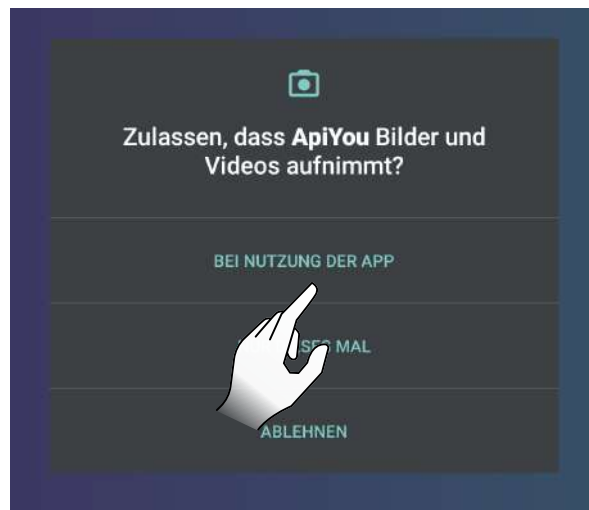 Zulassen, dass ApiYou Bilder und
Videos aufnimmt?
BEI NUTZUNG DER APP
MAL
ABLEHNEN